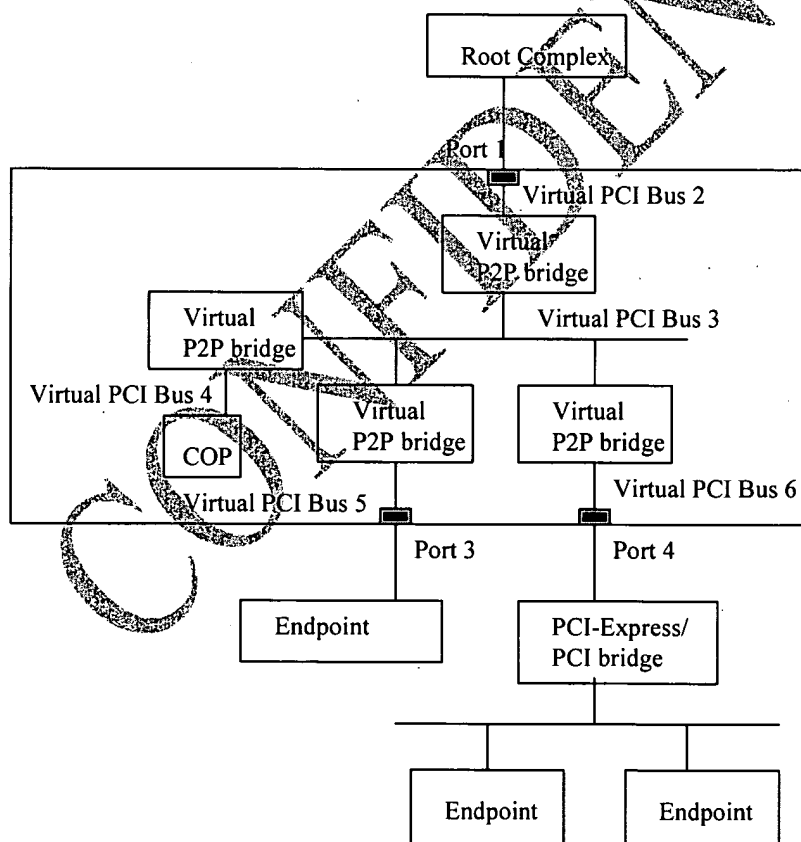 Root Complex
Port 1
Virtual PCI Bus 2
Virtual
P2P bridge
Virtual PCI Bus 3
Virtual
P2P bridge
Virtual PCI Bus 4
Virtual
P2P bridge
Virtual
P2P bridge
COP
Virtual PCI Bus 5
Virtual PCI Bus 6
Port 3
Port 4
Endpoint
PCI-Express/
PCI bridge
Endpoint
Endpoint
CONFIDEN